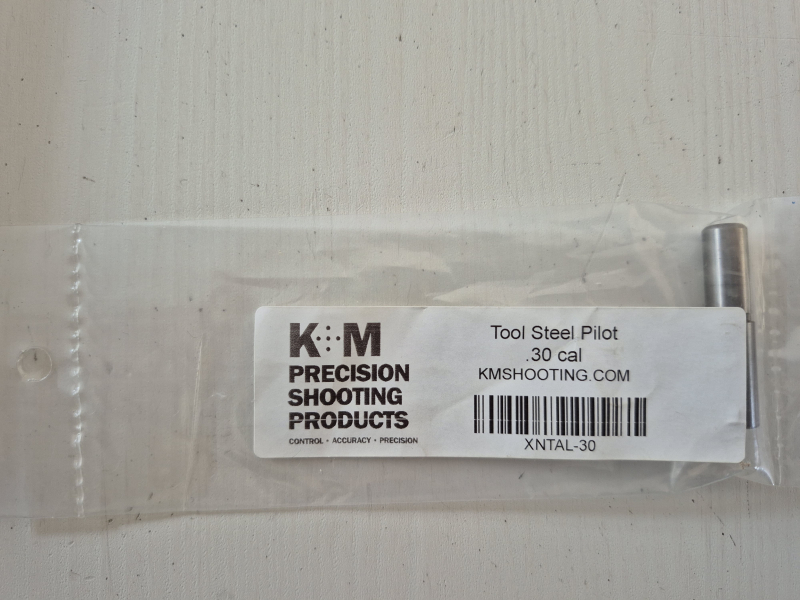 K M
PRECISION
SHOOTING
PRODUCTS
CONTROL • ACCURACY • PRECISION
Tool Steel Pilot
.30 cal
KMSHOOTING.COM
XNTAL-30